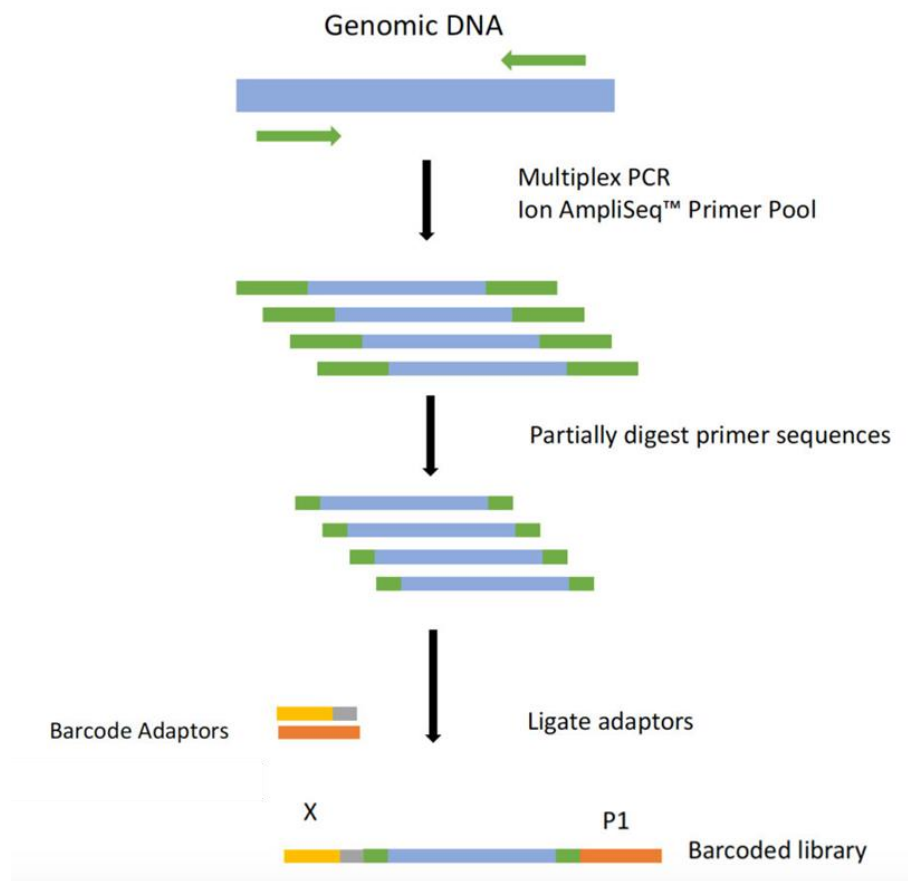 Genomic DNA
Multiplex PCR
Ion AmpliSeq™ Primer Pool
Partially digest primer sequences
Barcode Adaptors
Ligate adaptors
X
P1
Barcoded library